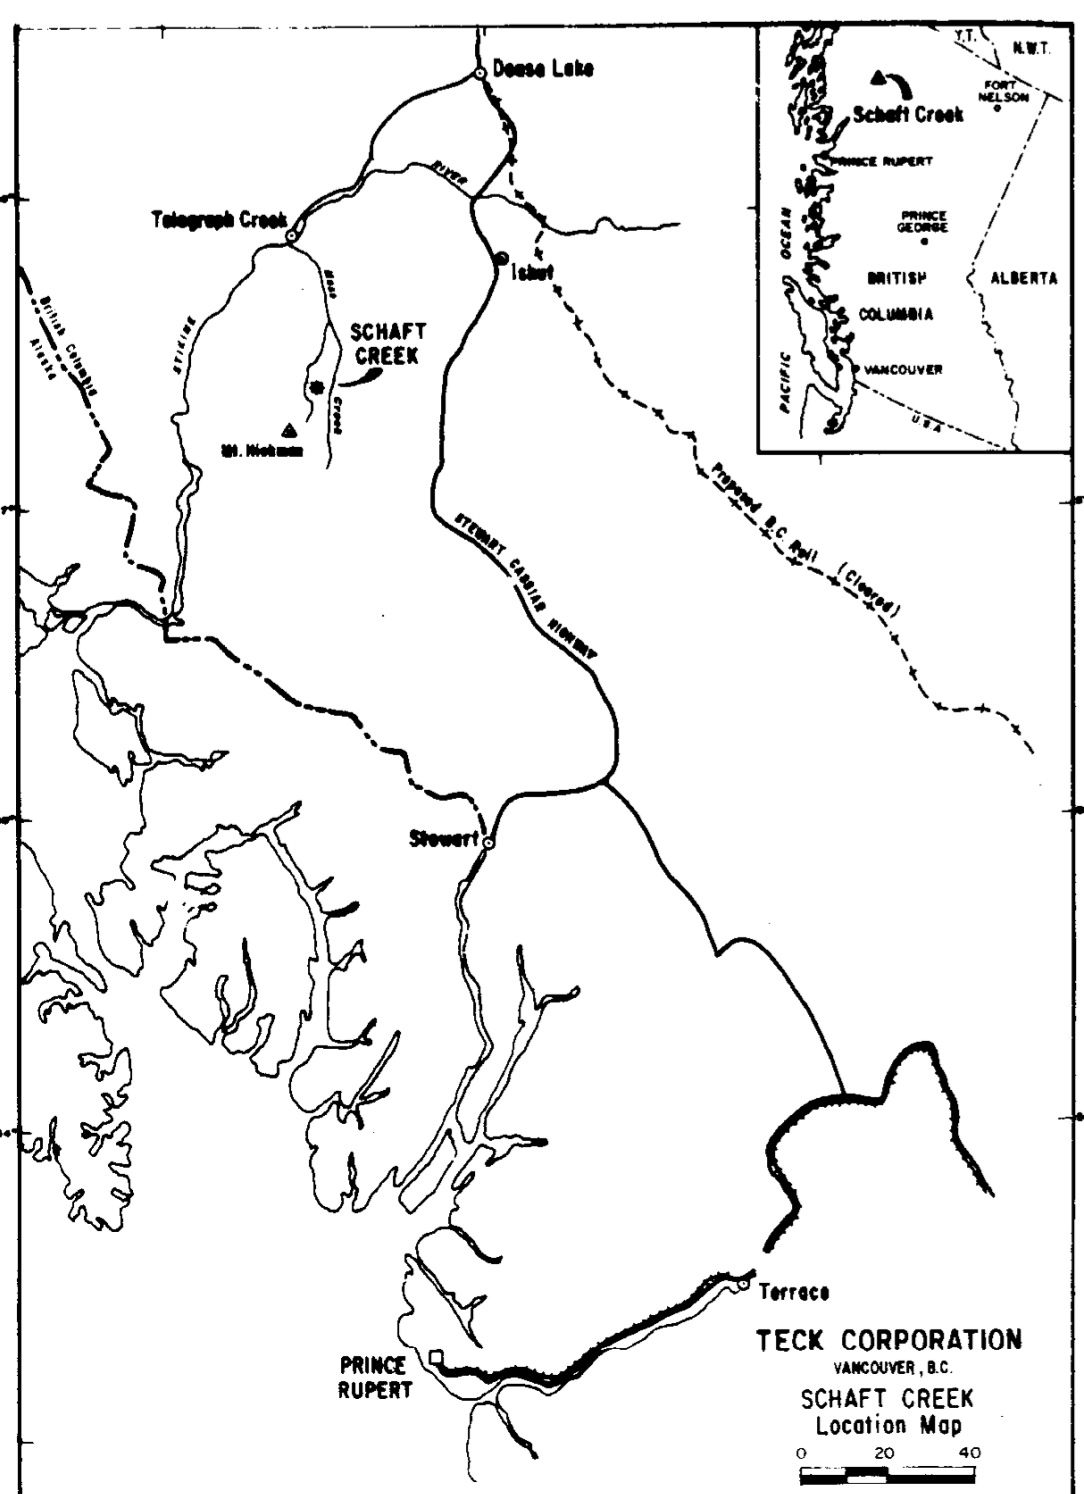 Dease Lake
RIVER
Telegraph Creek
Iskut
Mess
Creek
STIKINE
SCHAFT
CREEK
Mt. Hickman
British Columbia
Alaska
STEWART CASSIAR HIGHWAY
Proposed B.C. Rail (Cleared)
Stewart
Terrace
PRINCE
RUPERT
Y.T.
N.W.T.
FORT
NELSON
Schaft Creek
PRINCE RUPERT
PRINCE
GEORGE
PACIFIC OCEAN
BRITISH
COLUMBIA
ALBERTA
VANCOUVER
U.S.A
TECK CORPORATION
VANCOUVER, B.C.
SCHAFT CREEK
Location Map
0 20 40